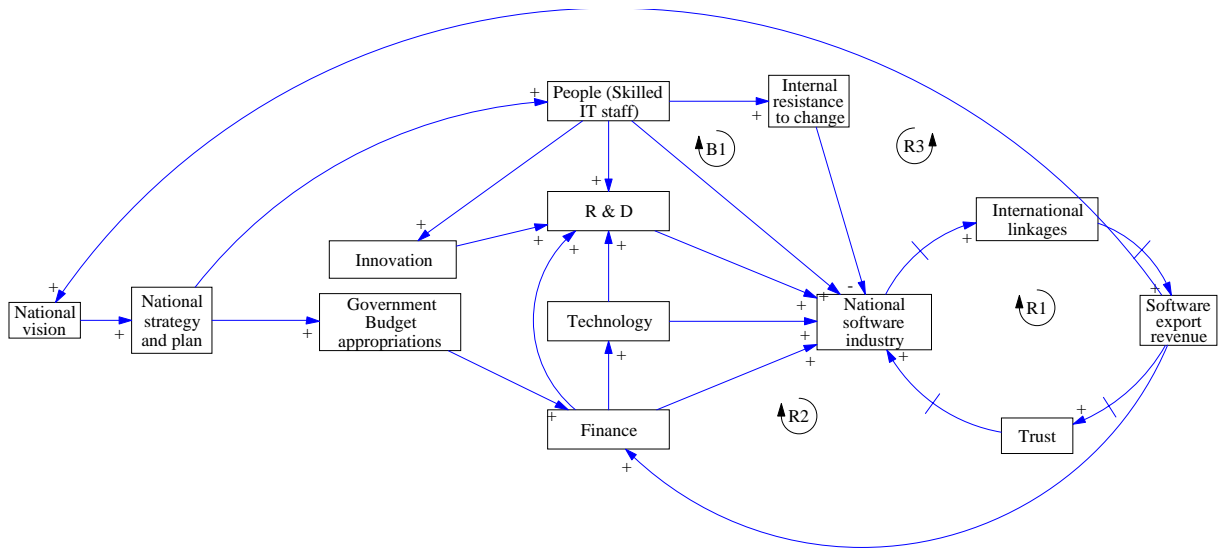 +
People (Skilled
IT staff)
+
Internal
resistance
to change
B1
R3
+
R & D
+
Innovation
+
+
+
International
linkages
+
+
National
vision
+
National
strategy
and plan
+
Government
Budget
appropriations
Technology
+
+
+
+
-
National
software
industry
+
+
R1
+
Software
export
revenue
+
Finance
+
R2
Trust
+
+